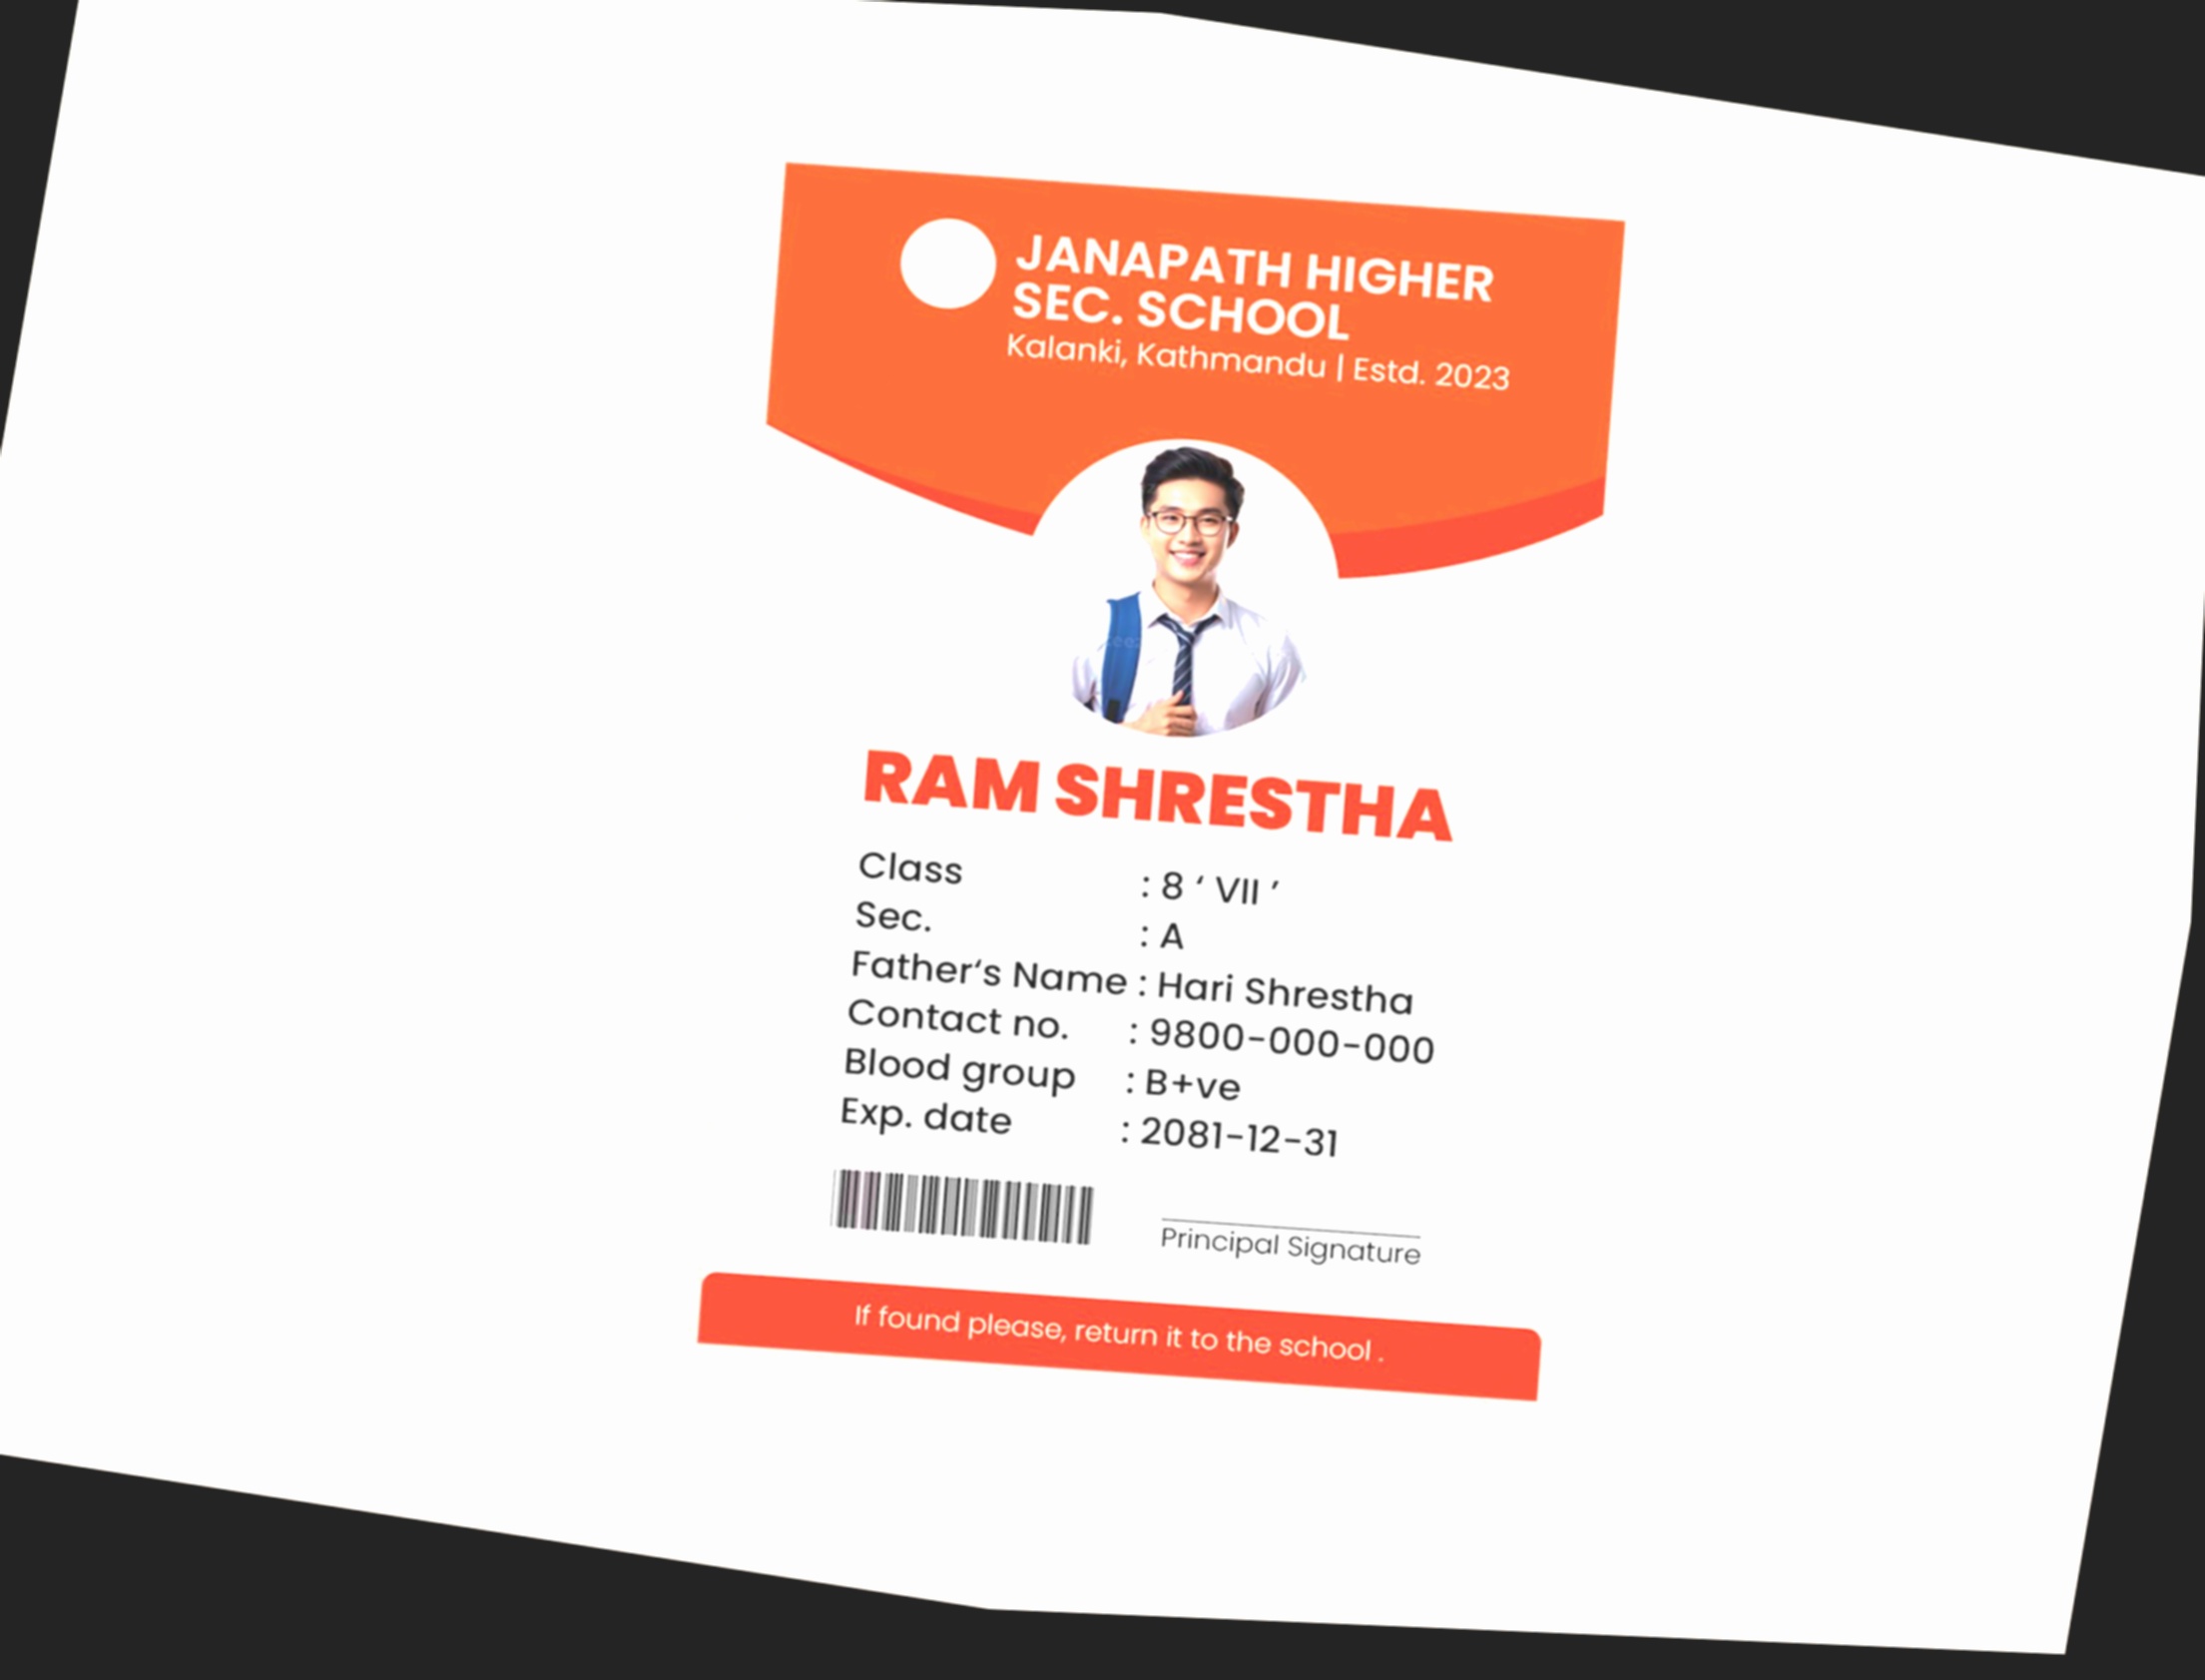 JANAPATH HIGHER
SEC. SCHOOL
Kalanki, Kathmandu | Estd. 2023
RAM SHRESTHA
Class : 8 ‘ VII ’
Sec. : A
Father‘s Name : Hari Shrestha
Contact no. : 9800-000-000
Blood group : B+ve
Exp. date : 2081-12-31
Principal Signature
If found please, return it to the school .